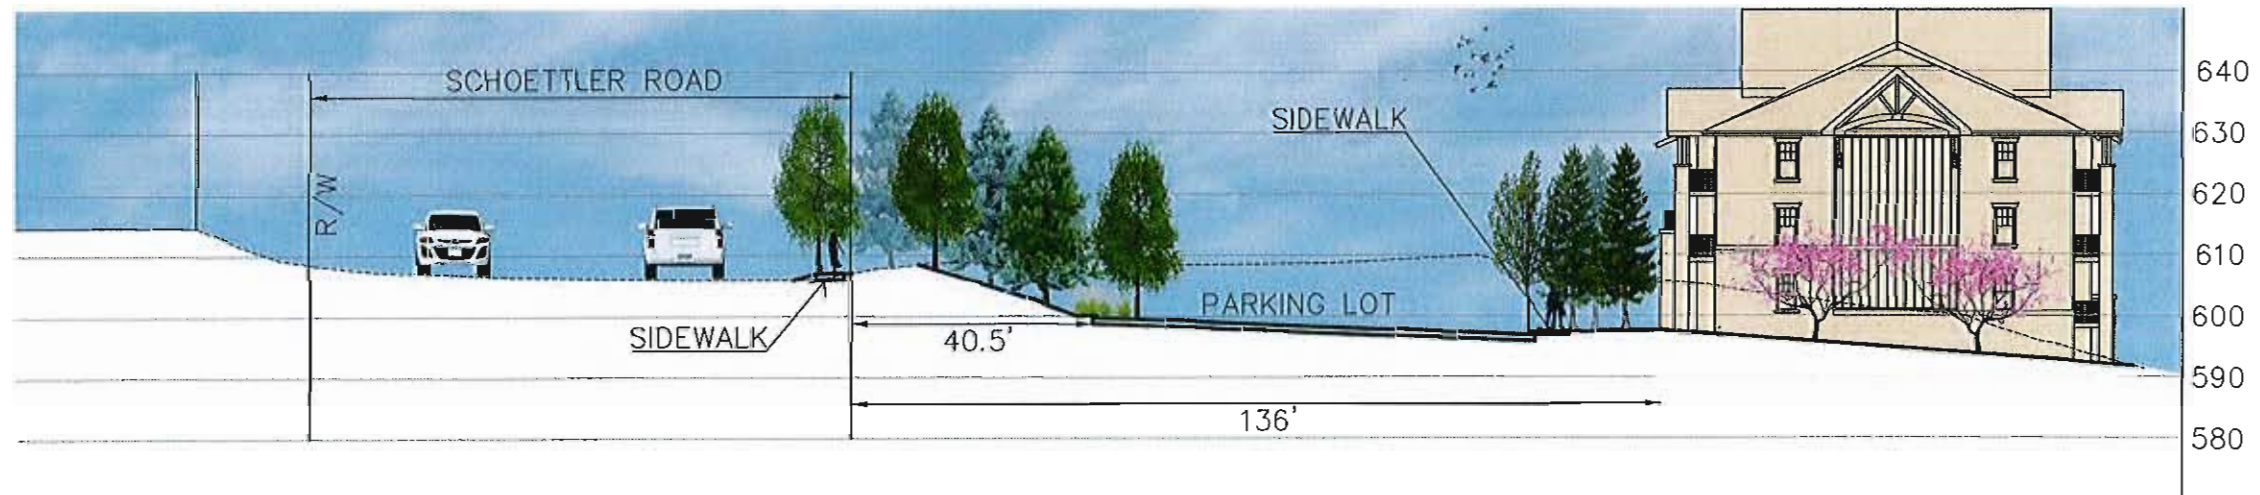 SCHOETTLER ROAD
R/W
SIDEWALK
SIDEWALK
PARKING LOT
40.5'
136'
640
630
620
610
600
590
580